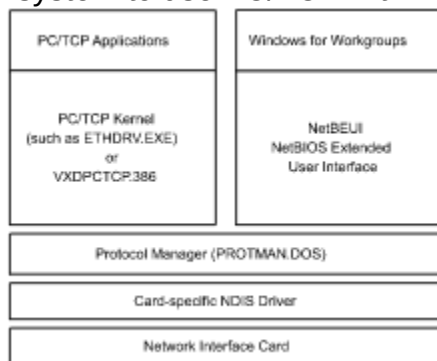 PC/TCP Applications
PC/TCP Kernel
(such as ETHDRV.EXE)
or
VXDPCTCP.386
Windows for Workgroups
NetBEUI
NetBIOS Extended
User Interface
Protocol Manager (PROTMAN.DOS)
Card-specific NDIS Driver
Network Interface Card